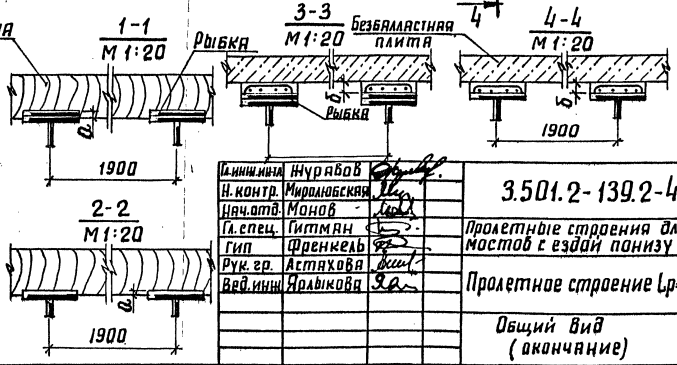 1-1
М 1:20
Рыбка
а
1900
2-2
М 1:20
а
1900
3-3
М 1:20
Безбалластная
плита
б
Рыбка
4
4-4
М 1:20
б
1900
Журавов
Н. контр. Миролюбская
Нач. отд. Монов
Гл. спец. Гитман
ГИП Френкель
Рук. гр. Астахова
Вед. инж Ярлыкова
3.501.2-139.2-4
Пролетные строения дл
мостов с ездой понизу
Пролетное строение Lр=
Общий вид
(окончание)